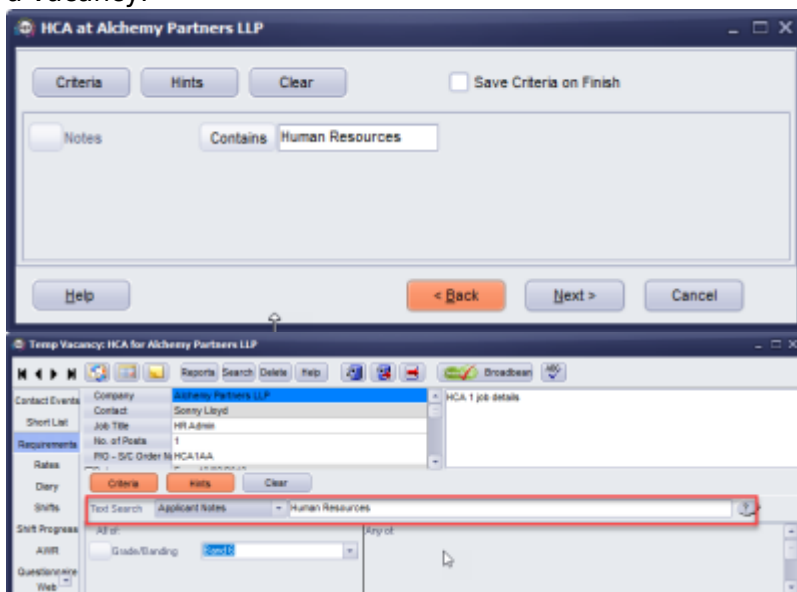 a vacancy.
HCA at Alchemy Partners LLP
Criteria Hints Clear Save Criteria on Finish
Notes Contains Human Resources
Help < Back Next > Cancel
Temp Vacancy: HCA for Alchemy Partners LLP
Reports Search Delete Help Broadbean ABC
Contact Events Company Alchemy Partners LLP HCA 1 job details
Contact Sonny Lloyd
Short List Job Title HR Admin
Requirements No. of Posts 1
P/O - S/C Order N HCA1AA
Rates
Diary Criteria Hints Clear
Shifts Text Search Applicant Notes Human Resources
Shift Progress All of: Any of:
AWR Grade/Banding Band 6
Questionnaire
Web